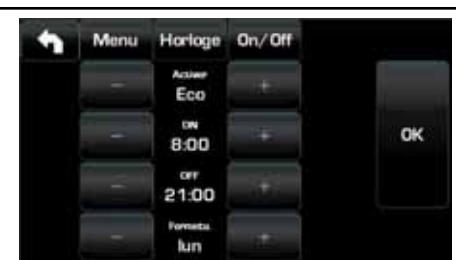 Menu Horloge On/Off
Activer
- Eco +
ON
- 8:00 + OK
OFF
- 21:00 +
- lun +